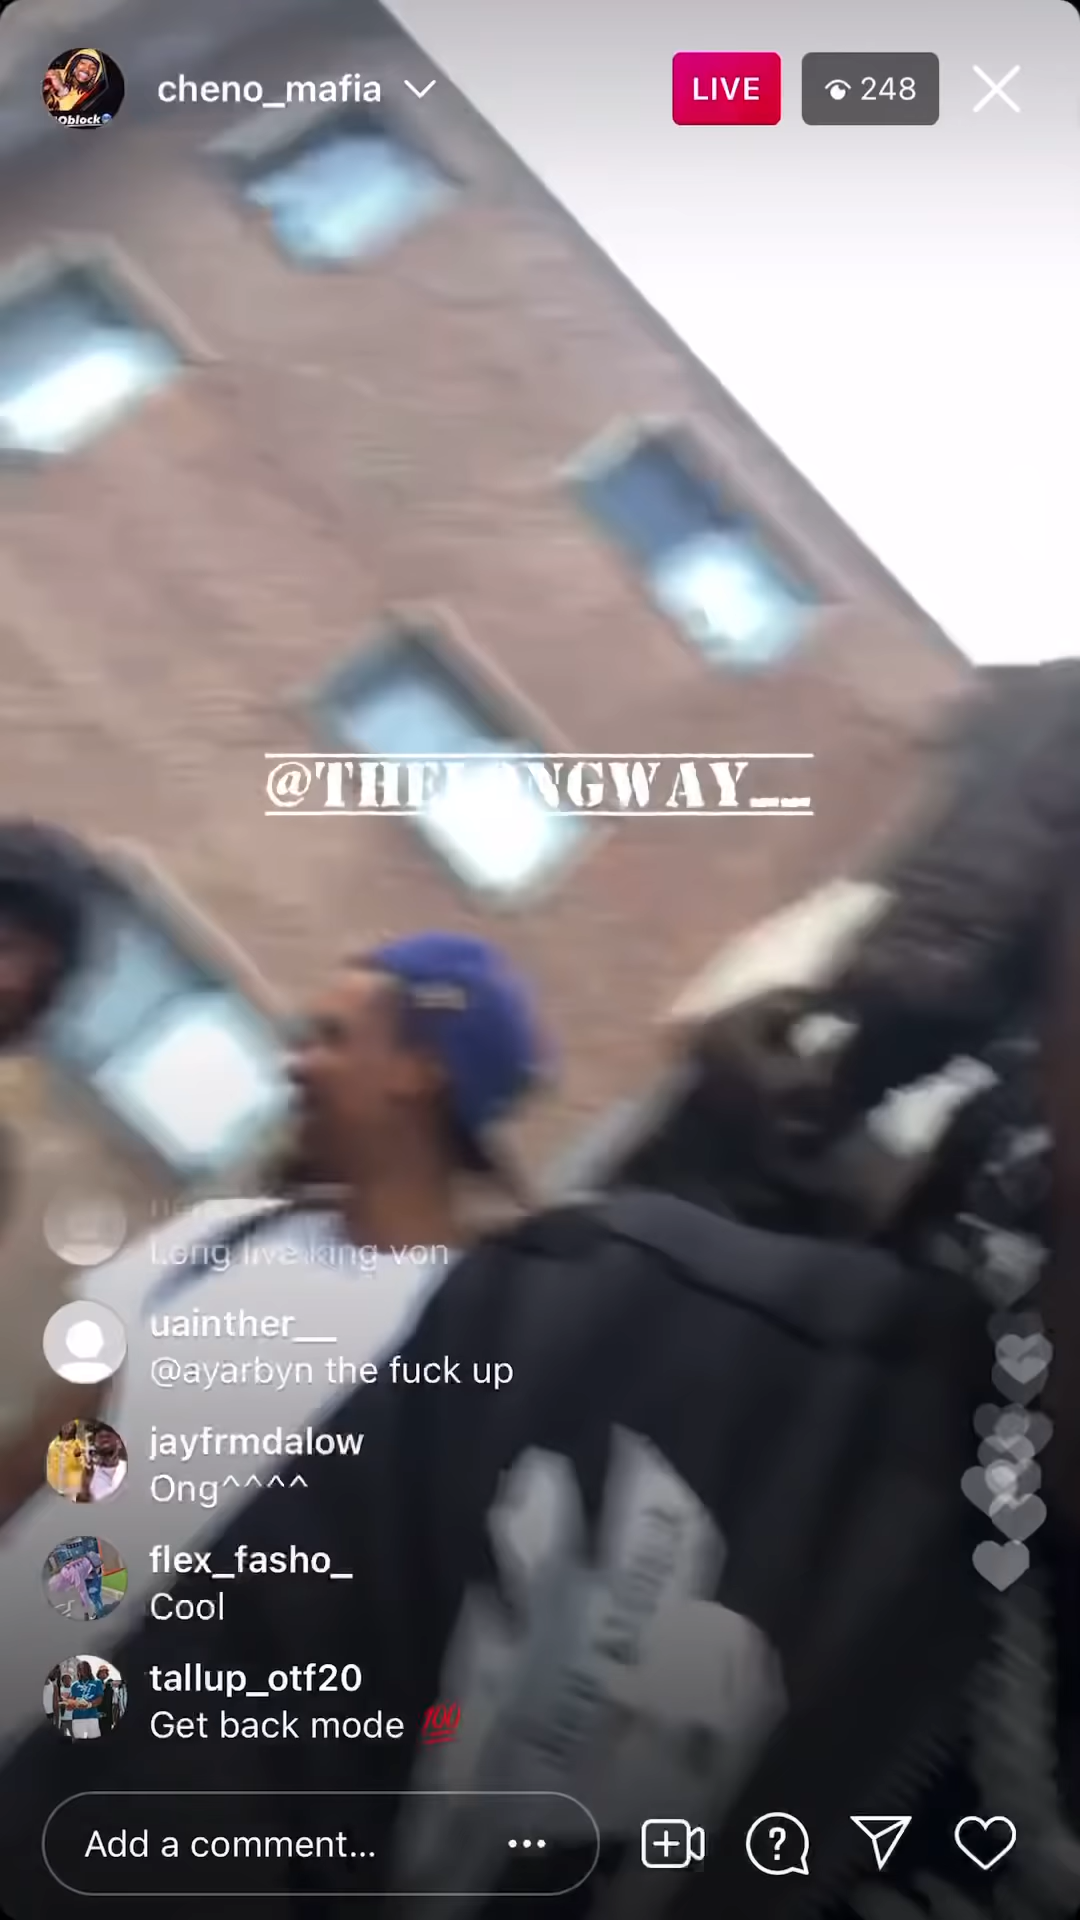 cheno_mafia
LIVE
248
Oblock
@THELONGWAY__
Long live king von
uainther__
@ayarbyn the fuck up
jayfrmdalow
Ong^^^^
flex_fasho_
Cool
tallup_otf20
Get back mode 💯
Add a comment...